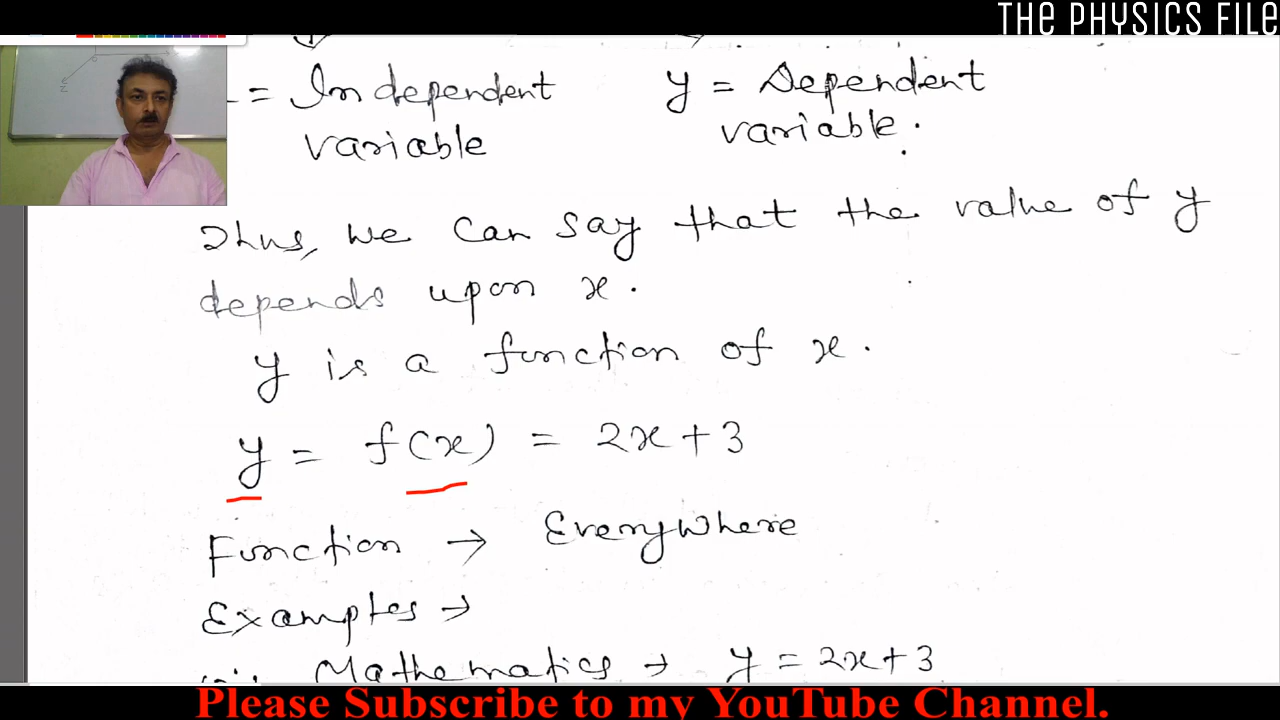 THE PHYSICS FILE
= Independent variable
y = Dependent variable.
Thus, we can say that the value of y
depends upon x.
y is a function of x.
y = f(x) = 2x+3
Function → Everywhere
Examples →
Mathematics → y = 2x+3
Please Subscribe to my YouTube Channel.